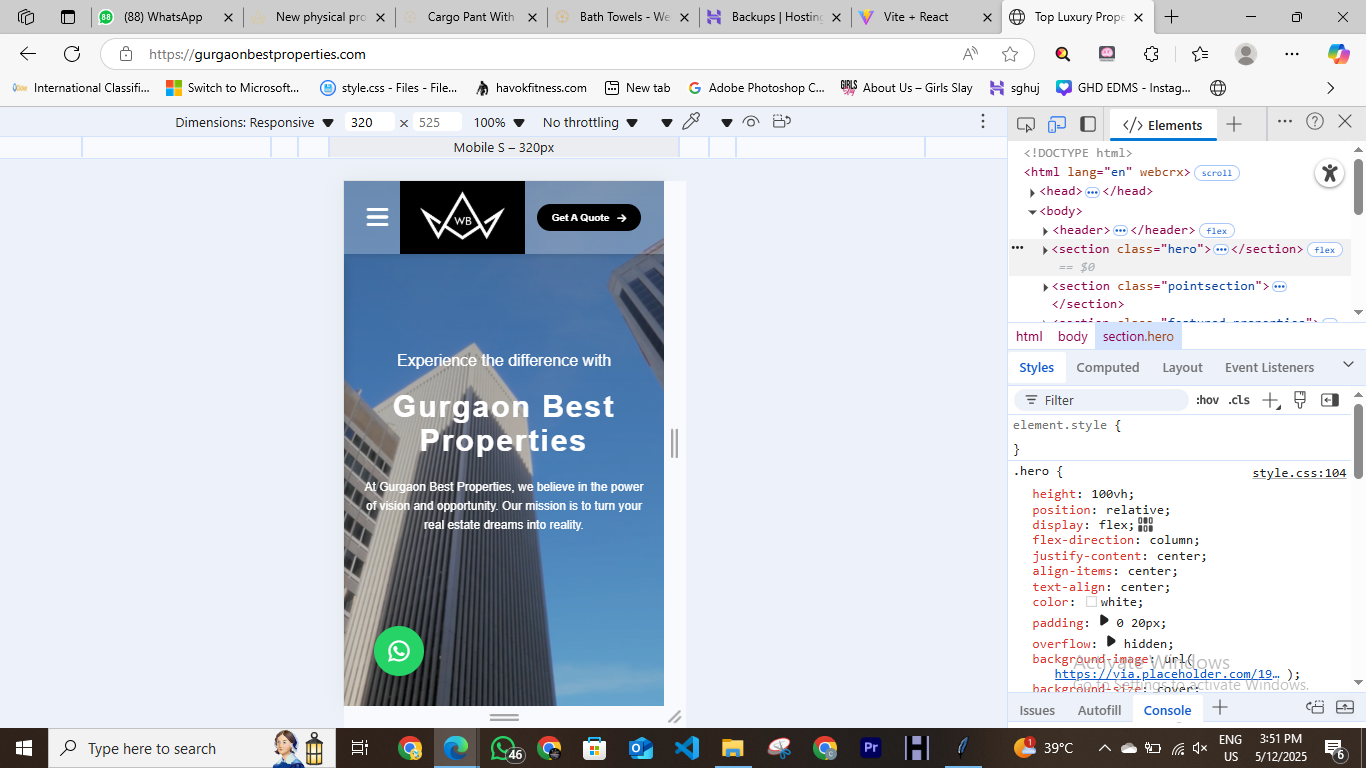 88
(88) WhatsApp
New physical pro
Cargo Pant With
Bath Towels - We
Backups | Hosting
Vite + React
Top Luxury Prope
https://gurgaonbestproperties.com
International Classifi...
Switch to Microsoft...
style.css - Files - File...
havokfitness.com
New tab
Adobe Photoshop C...
About Us – Girls Slay
sghuj
GHD EDMS - Instag...
Dimensions: Responsive
320 × 525
100%
No throttling
Mobile S – 320px
WB
Get A Quote
Experience the difference with
Gurgaon Best
Properties
At Gurgaon Best Properties, we believe in the power
of vision and opportunity. Our mission is to turn your
real estate dreams into reality.
Elements
<!DOCTYPE html>
<html lang="en" webcrx> scroll
<head> ... </head>
<body>
<header> ... </header> flex
<section class="hero"> ... </section> flex
== $0
<section class="pointsection"> ...
</section>
html body section.hero
Styles Computed Layout Event Listeners
Filter
:hov .cls
element.style {
}
.hero { style.css:104
height: 100vh;
position: relative;
display: flex;
flex-direction: column;
justify-content: center;
align-items: center;
text-align: center;
color: white;
padding: 0 20px;
overflow: hidden;
background-image: url(
https://via.placeholder.com/19… );
background-size: cover;
Activate Windows
Go to Settings to activate Windows.
Issues Autofill Console
Type here to search
46
Pr
1
39°C
ENG
US
3:51 PM
5/12/2025
6